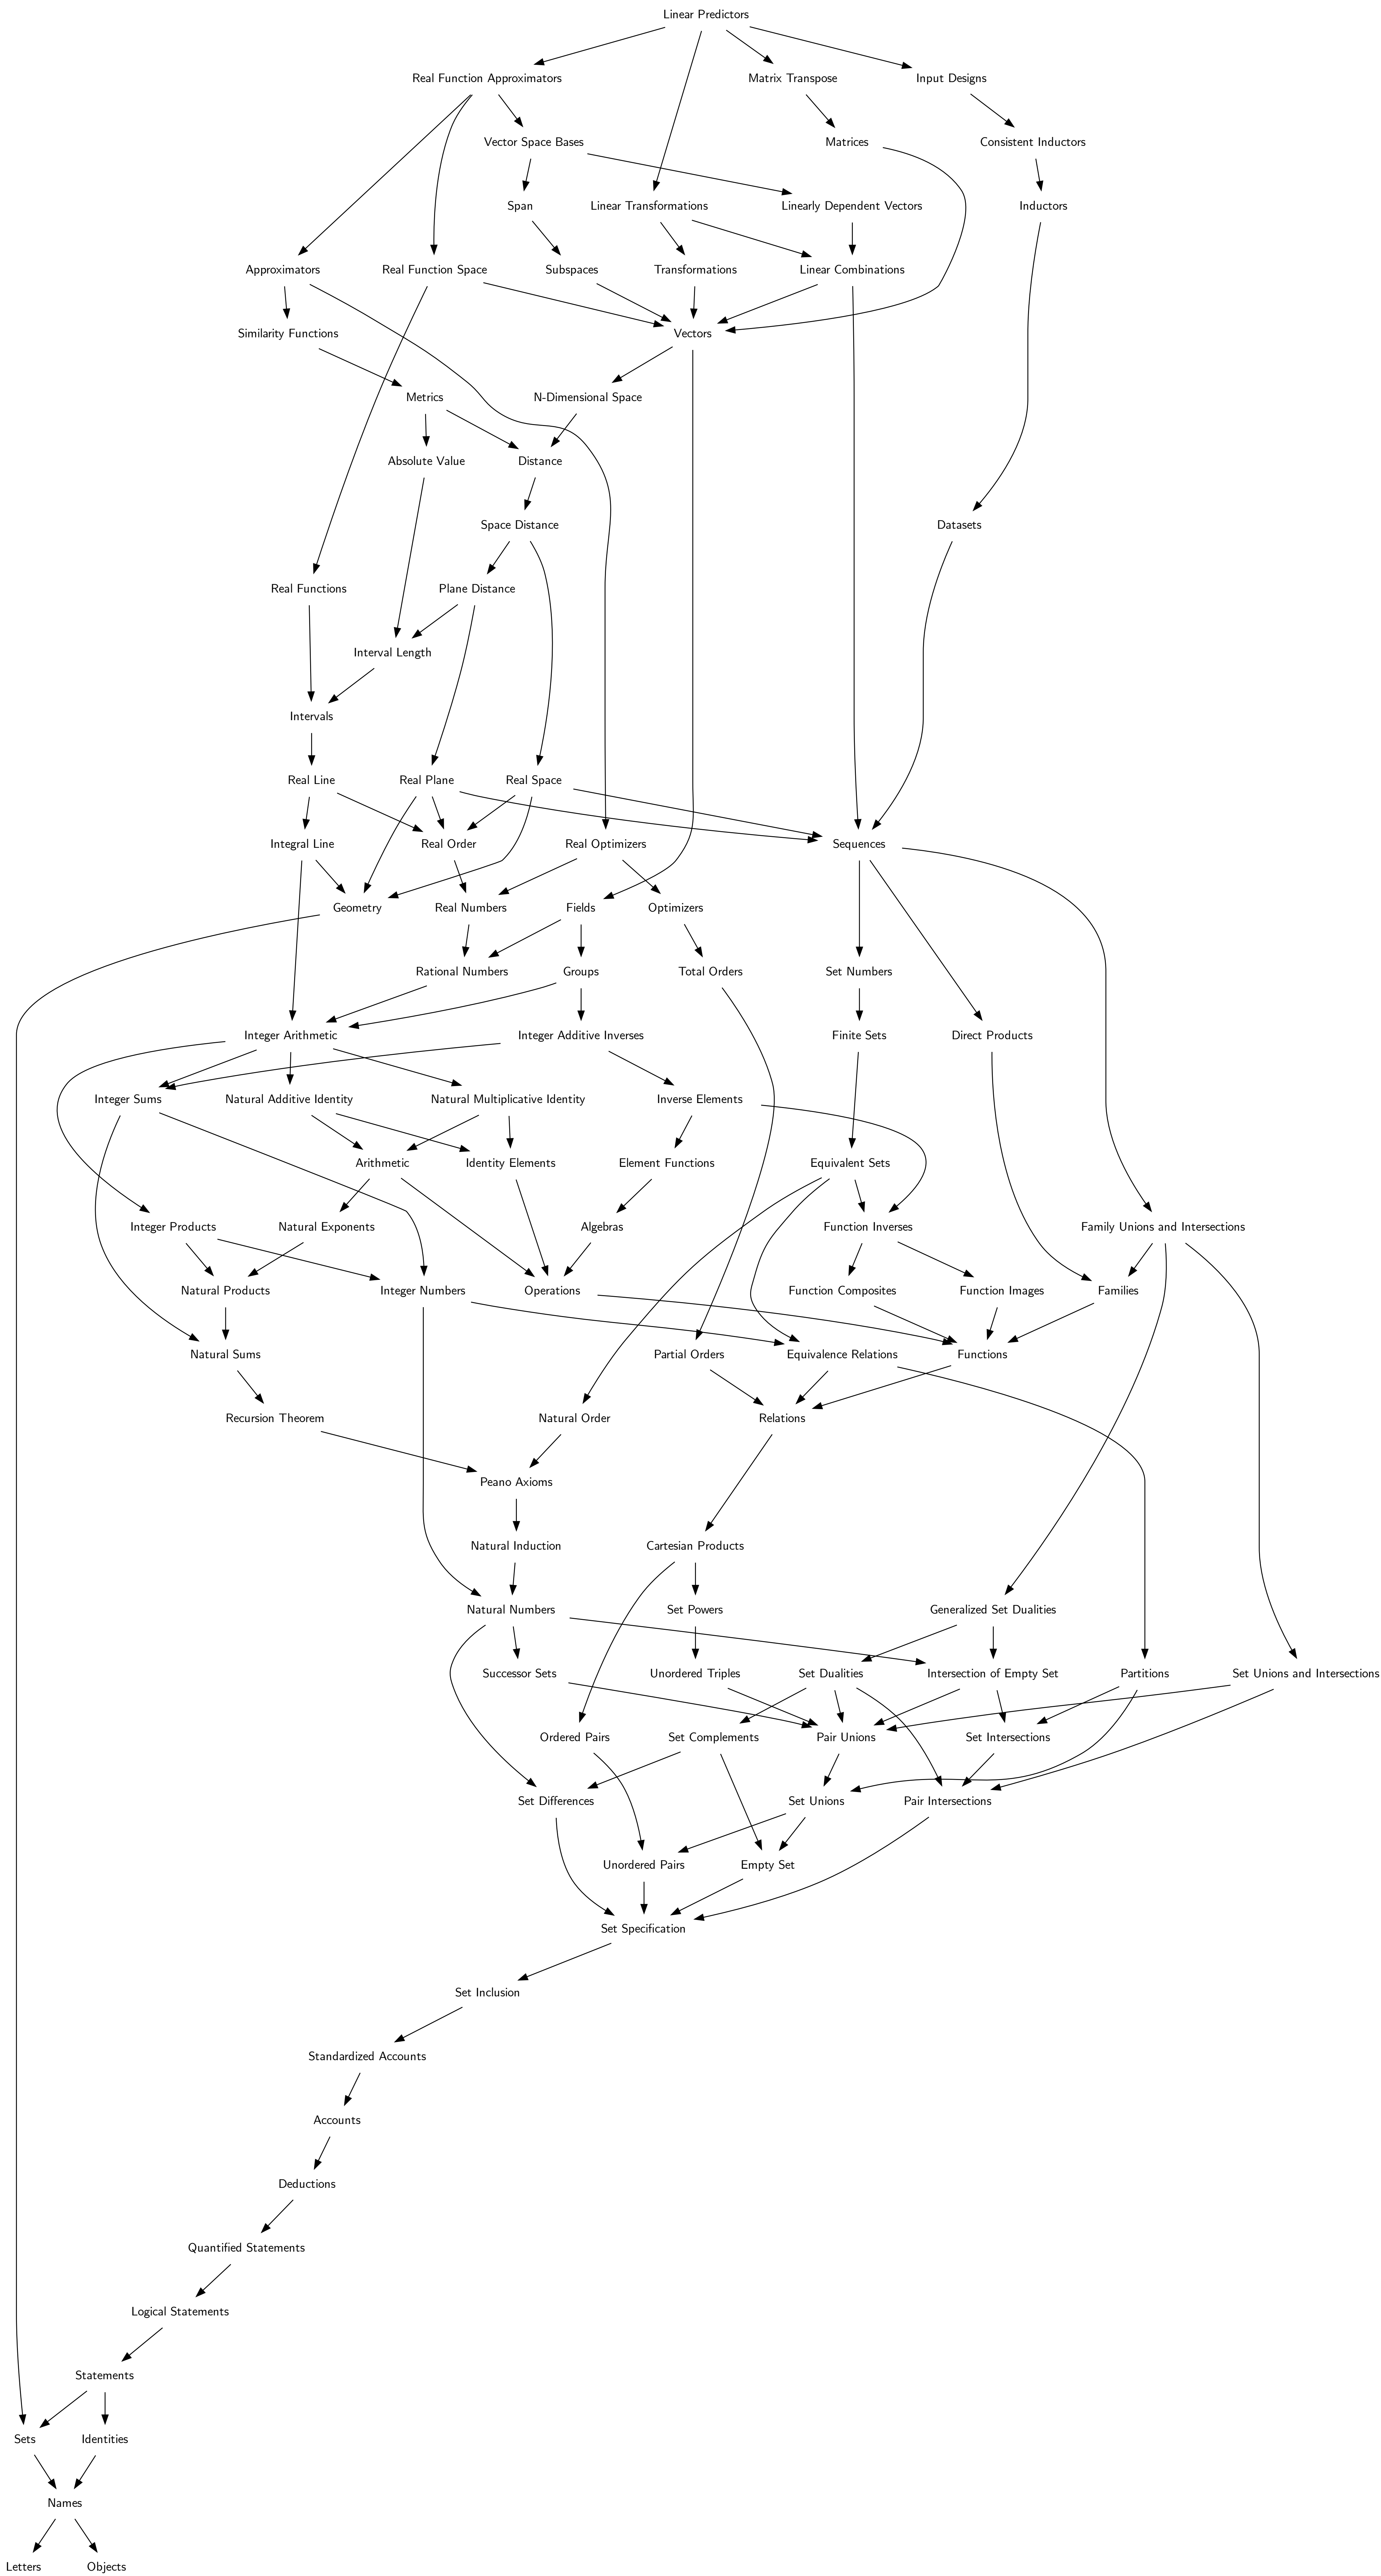 Linear Predictors
Real Function Approximators
Matrix Transpose
Input Designs
Vector Space Bases
Matrices
Consistent Inductors
Span
Linear Transformations
Linearly Dependent Vectors
Inductors
Approximators
Real Function Space
Subspaces
Transformations
Linear Combinations
Similarity Functions
Vectors
Metrics
N-Dimensional Space
Absolute Value
Distance
Space Distance
Datasets
Real Functions
Plane Distance
Interval Length
Intervals
Real Line
Real Plane
Real Space
Integral Line
Real Order
Real Optimizers
Sequences
Geometry
Real Numbers
Fields
Optimizers
Rational Numbers
Groups
Total Orders
Set Numbers
Integer Arithmetic
Integer Additive Inverses
Finite Sets
Direct Products
Integer Sums
Natural Additive Identity
Natural Multiplicative Identity
Inverse Elements
Arithmetic
Identity Elements
Element Functions
Equivalent Sets
Integer Products
Natural Exponents
Algebras
Function Inverses
Family Unions and Intersections
Natural Products
Integer Numbers
Operations
Function Composites
Function Images
Families
Natural Sums
Partial Orders
Equivalence Relations
Functions
Recursion Theorem
Natural Order
Relations
Peano Axioms
Natural Induction
Cartesian Products
Natural Numbers
Set Powers
Generalized Set Dualities
Successor Sets
Unordered Triples
Set Dualities
Intersection of Empty Set
Partitions
Set Unions and Intersections
Ordered Pairs
Set Complements
Pair Unions
Set Intersections
Set Differences
Set Unions
Pair Intersections
Unordered Pairs
Empty Set
Set Specification
Set Inclusion
Standardized Accounts
Accounts
Deductions
Quantified Statements
Logical Statements
Statements
Sets
Identities
Names
Letters
Objects